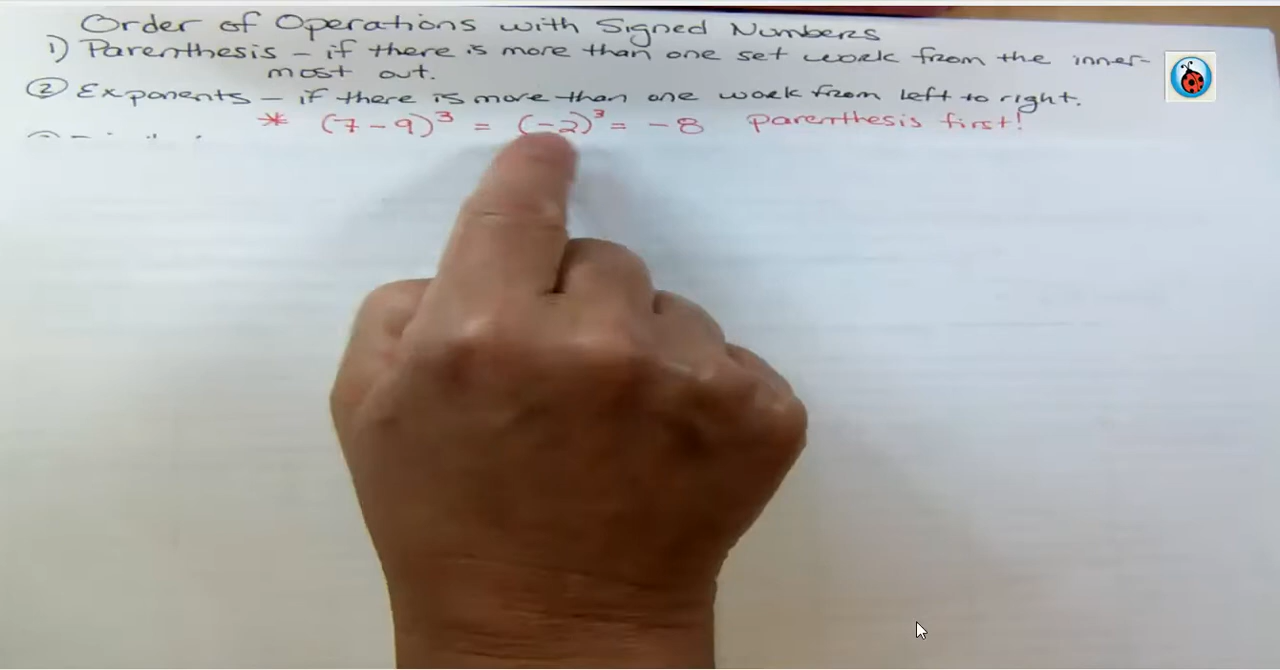 Order of Operations with Signed Numbers
1) Parenthesis – if there is more than one set work from the inner-
most out.
② Exponents – if there is more than one work from left to right.
* (7 - 9)³ = (-2)³ = -8 parenthesis first!